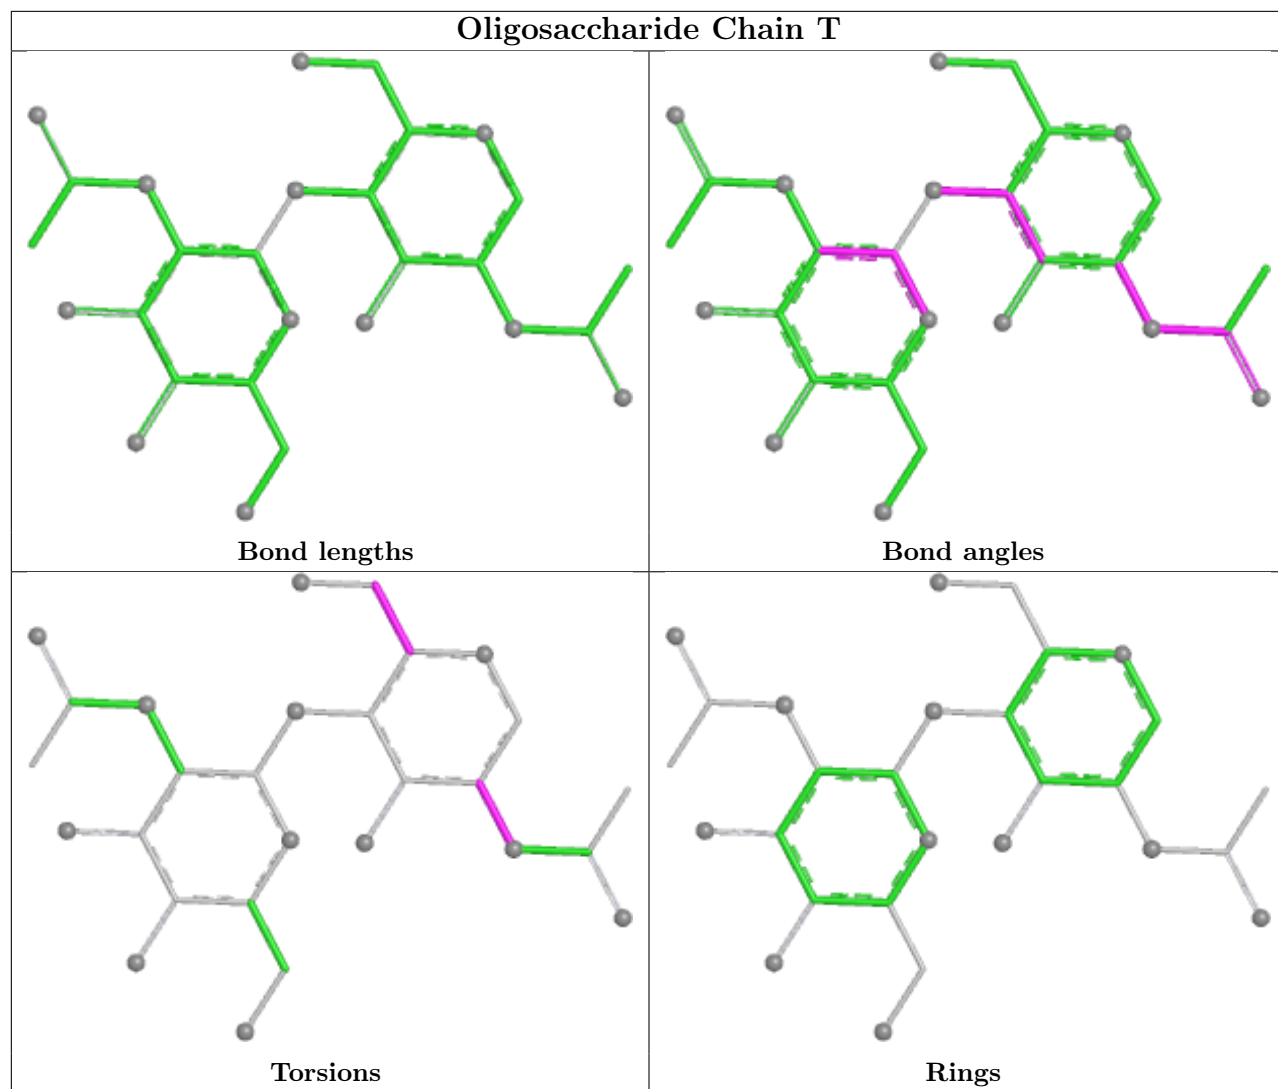 Oligosaccharide Chain T
Bond lengths
Bond angles
Torsions
Rings